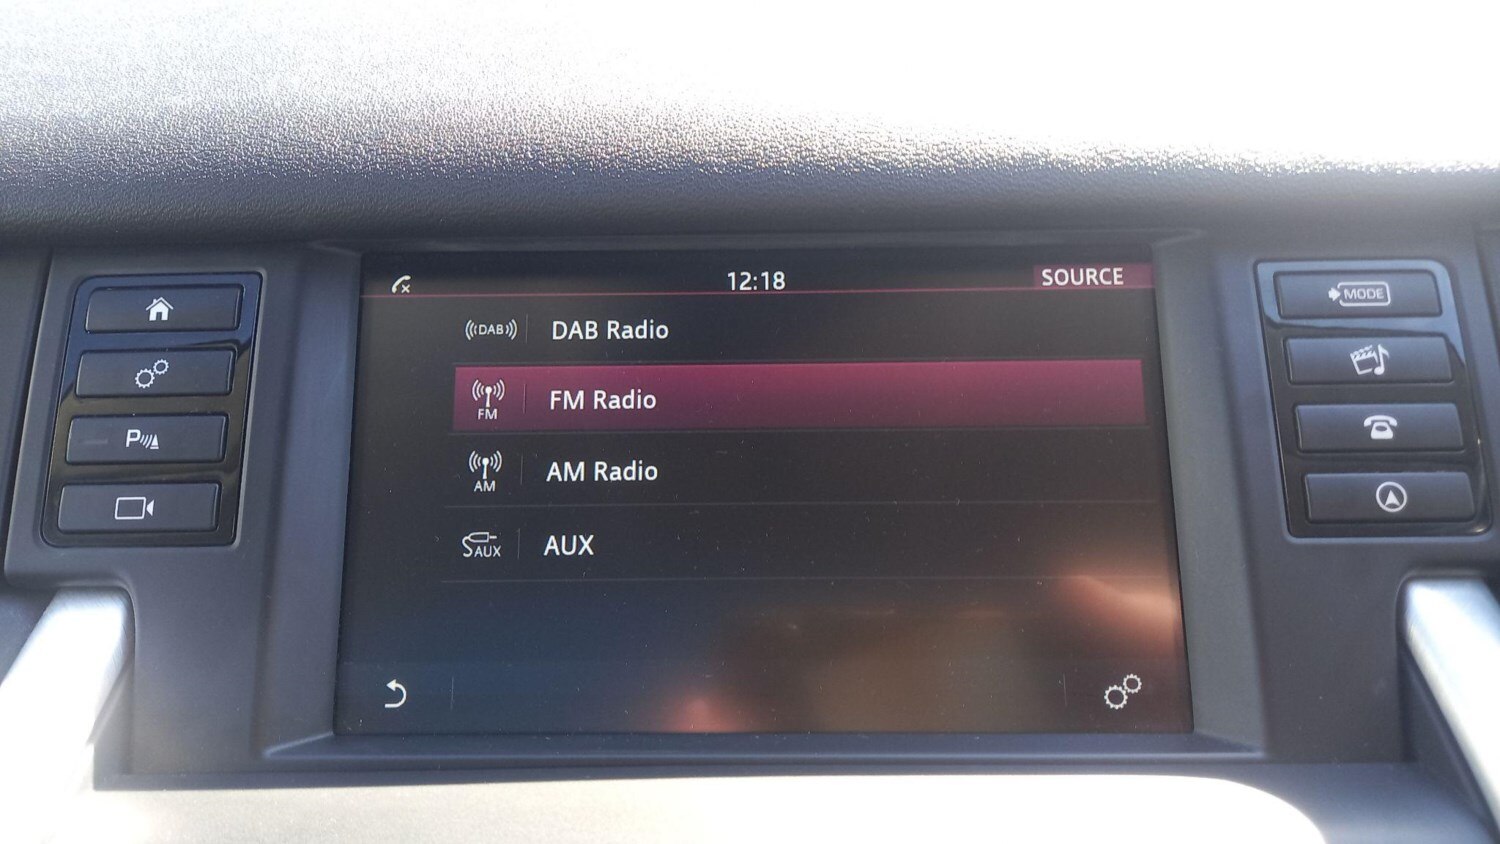 12:18
SOURCE
DAB
DAB Radio
FM
FM Radio
AM
AM Radio
AUX
AUX
P
MODE